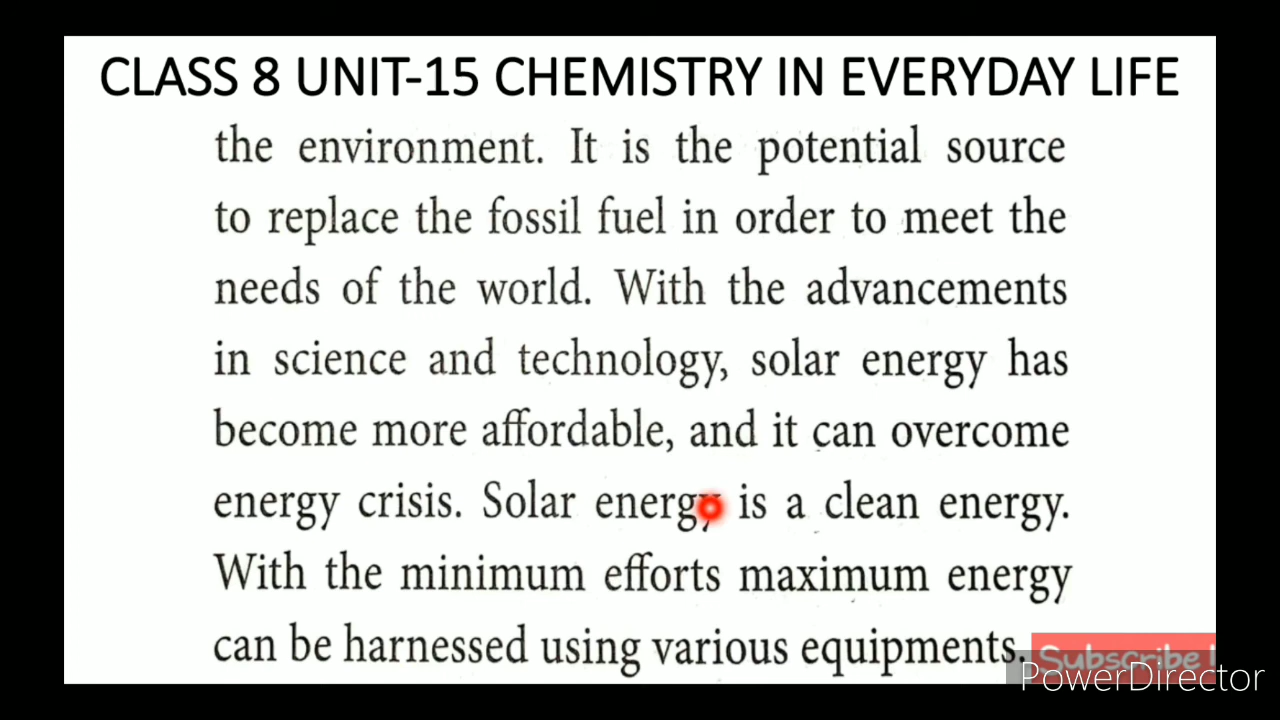 CLASS 8 UNIT-15 CHEMISTRY IN EVERYDAY LIFE
the environment. It is the potential source
to replace the fossil fuel in order to meet the
needs of the world. With the advancements
in science and technology, solar energy has
become more affordable, and it can overcome
energy crisis. Solar energy is a clean energy.
With the minimum efforts maximum energy
can be harnessed using various equipments.
Subscribe
PowerDirector